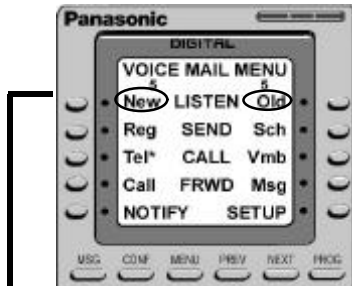 Panasonic
DIGITAL
VOICE MAIL MENU
5 5
New LISTEN Old
Reg SEND Sch
Tel* CALL Vmb
Call FRWD Msg
NOTIFY SETUP
MSG CONF MENU PREV NEXT PROG